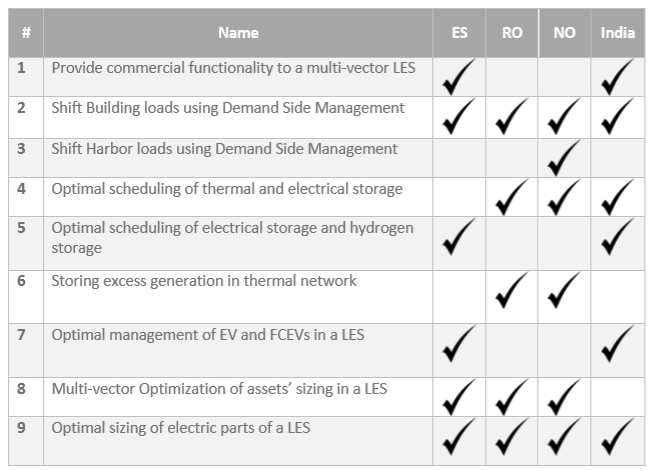 # Name ES RO NO India
1 Provide commercial functionality to a multi-vector LES
2 Shift Building loads using Demand Side Management
3 Shift Harbor loads using Demand Side Management
4 Optimal scheduling of thermal and electrical storage
5 Optimal scheduling of electrical storage and hydrogen
storage
6 Storing excess generation in thermal network
7 Optimal management of EV and FCEVs in a LES
8 Multi-vector Optimization of assets’ sizing in a LES
9 Optimal sizing of electric parts of a LES